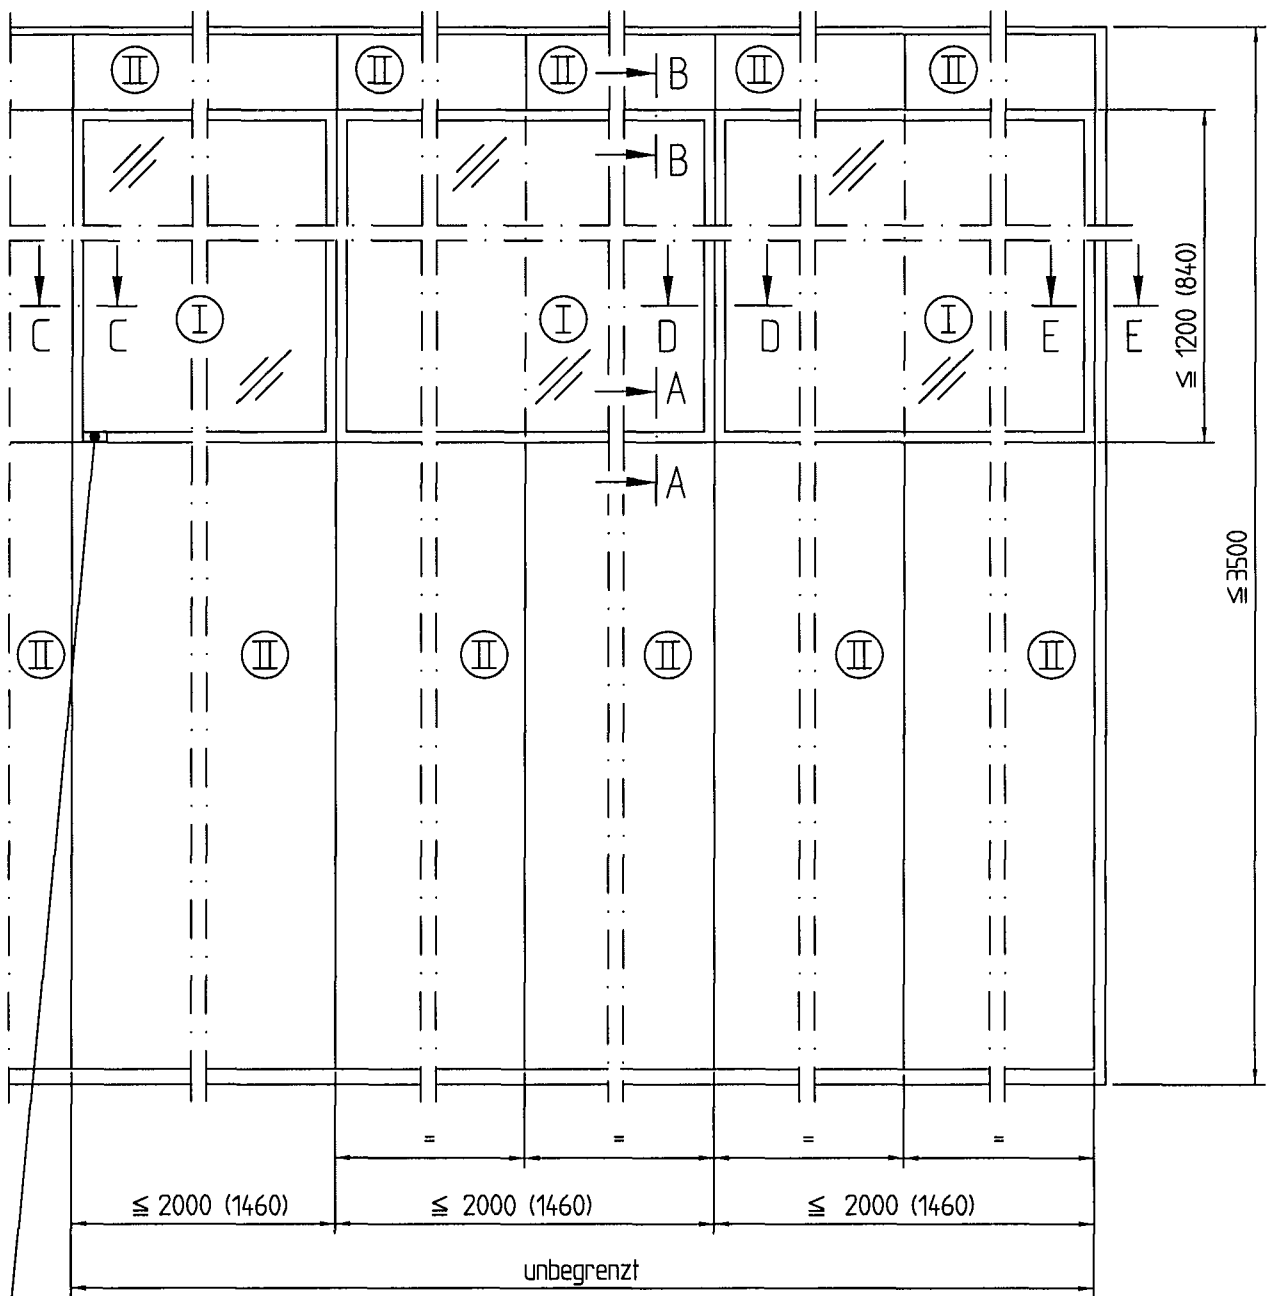 II II II II II
B
B
≦ 1200 (840)
I I I
C C D D E E
A
A
≦ 3500
II II II II II II
= = = =
≦ 2000 (1460) ≦ 2000 (1460) ≦ 2000 (1460)
unbegrenzt